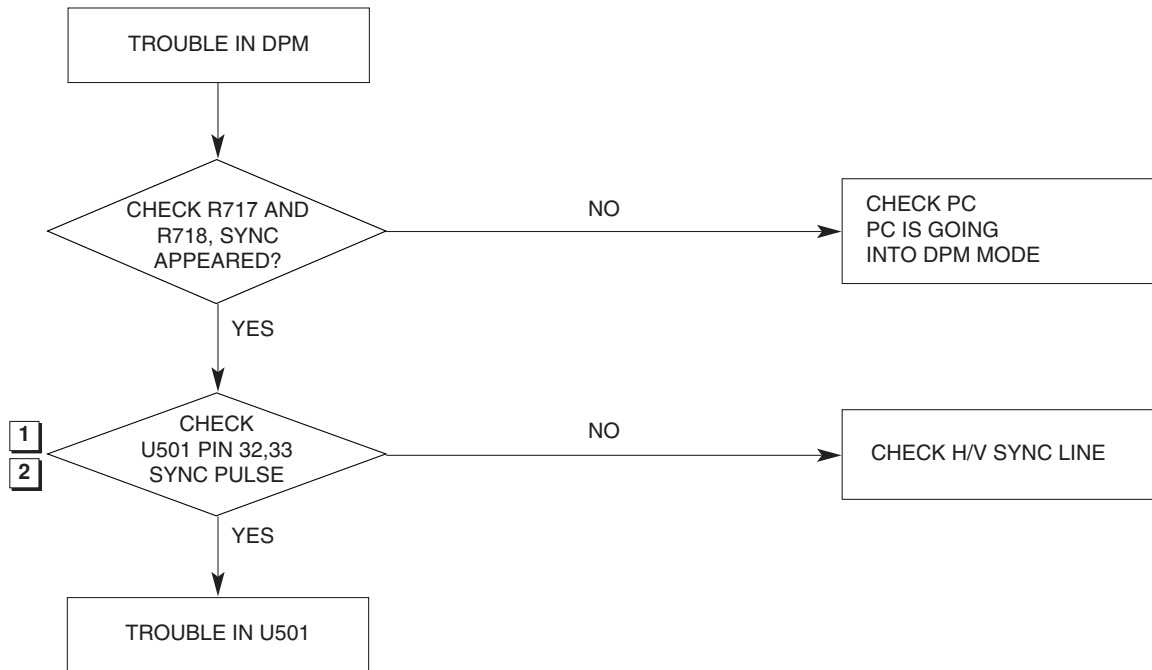 TROUBLE IN DPM
CHECK R717 AND
R718, SYNC
APPEARED?
NO
CHECK PC
PC IS GOING
INTO DPM MODE
YES
1
2
CHECK
U501 PIN 32,33
SYNC PULSE
NO
CHECK H/V SYNC LINE
YES
TROUBLE IN U501